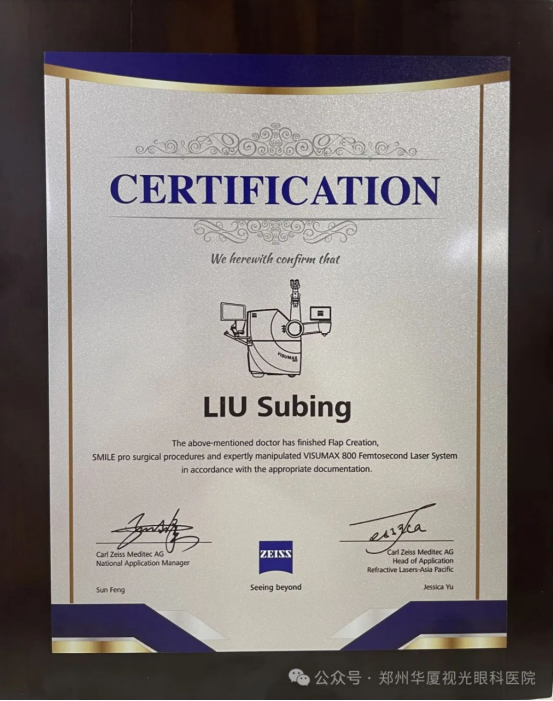 CERTIFICATION
We herewith confirm that
VISUMAX
LIU Subing
The above-mentioned doctor has finished Flap Creation,
SMILE pro surgical procedures and expertly manipulated VISUMAX 800 Femtosecond Laser System
in accordance with the appropriate documentation.
Carl Zeiss Meditec AG
National Application Manager
Sun Feng
ZEISS
Seeing beyond
Carl Zeiss Meditec AG
Head of Application
Refractive Lasers-Asia Pacific
Jessica Yu
公众号·郑州华厦视光眼科医院